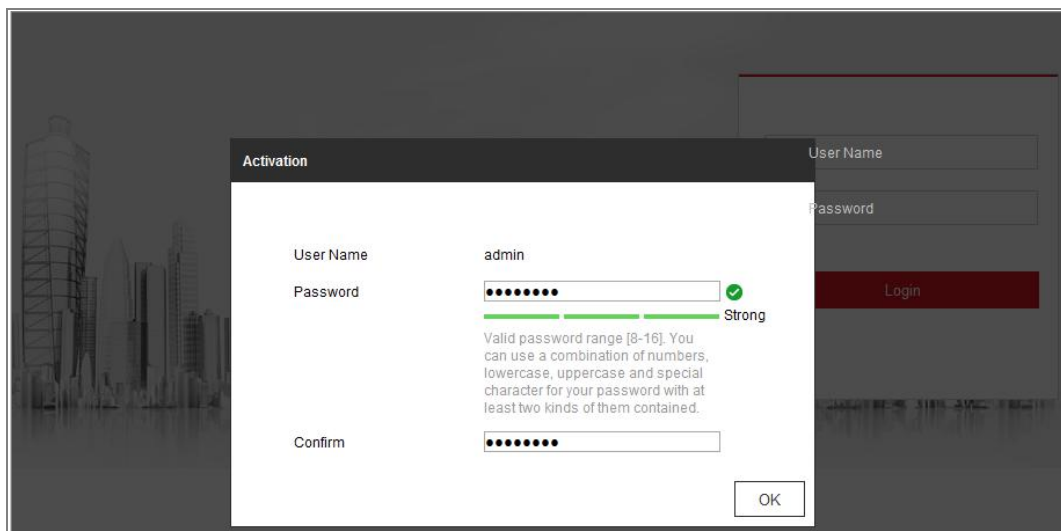 Activation
User Name
Password
Login
User Name admin
Password ••••••••
Strong
Valid password range [8-16]. You
can use a combination of numbers,
lowercase, uppercase and special
character for your password with at
least two kinds of them contained.
Confirm ••••••••
OK